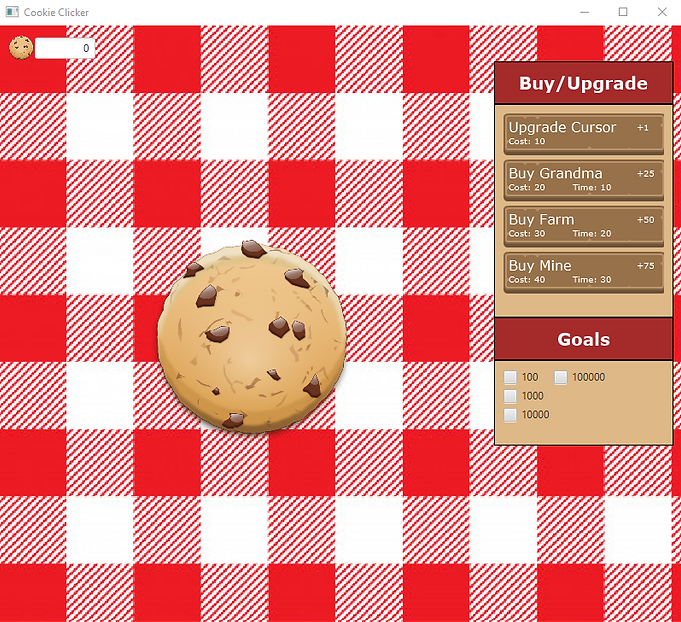 Cookie Clicker
0
Buy/Upgrade
Upgrade Cursor +1
Cost: 10
Buy Grandma +25
Cost: 20 Time: 10
Buy Farm +50
Cost: 30 Time: 20
Buy Mine +75
Cost: 40 Time: 30
Goals
100 100000
1000
10000